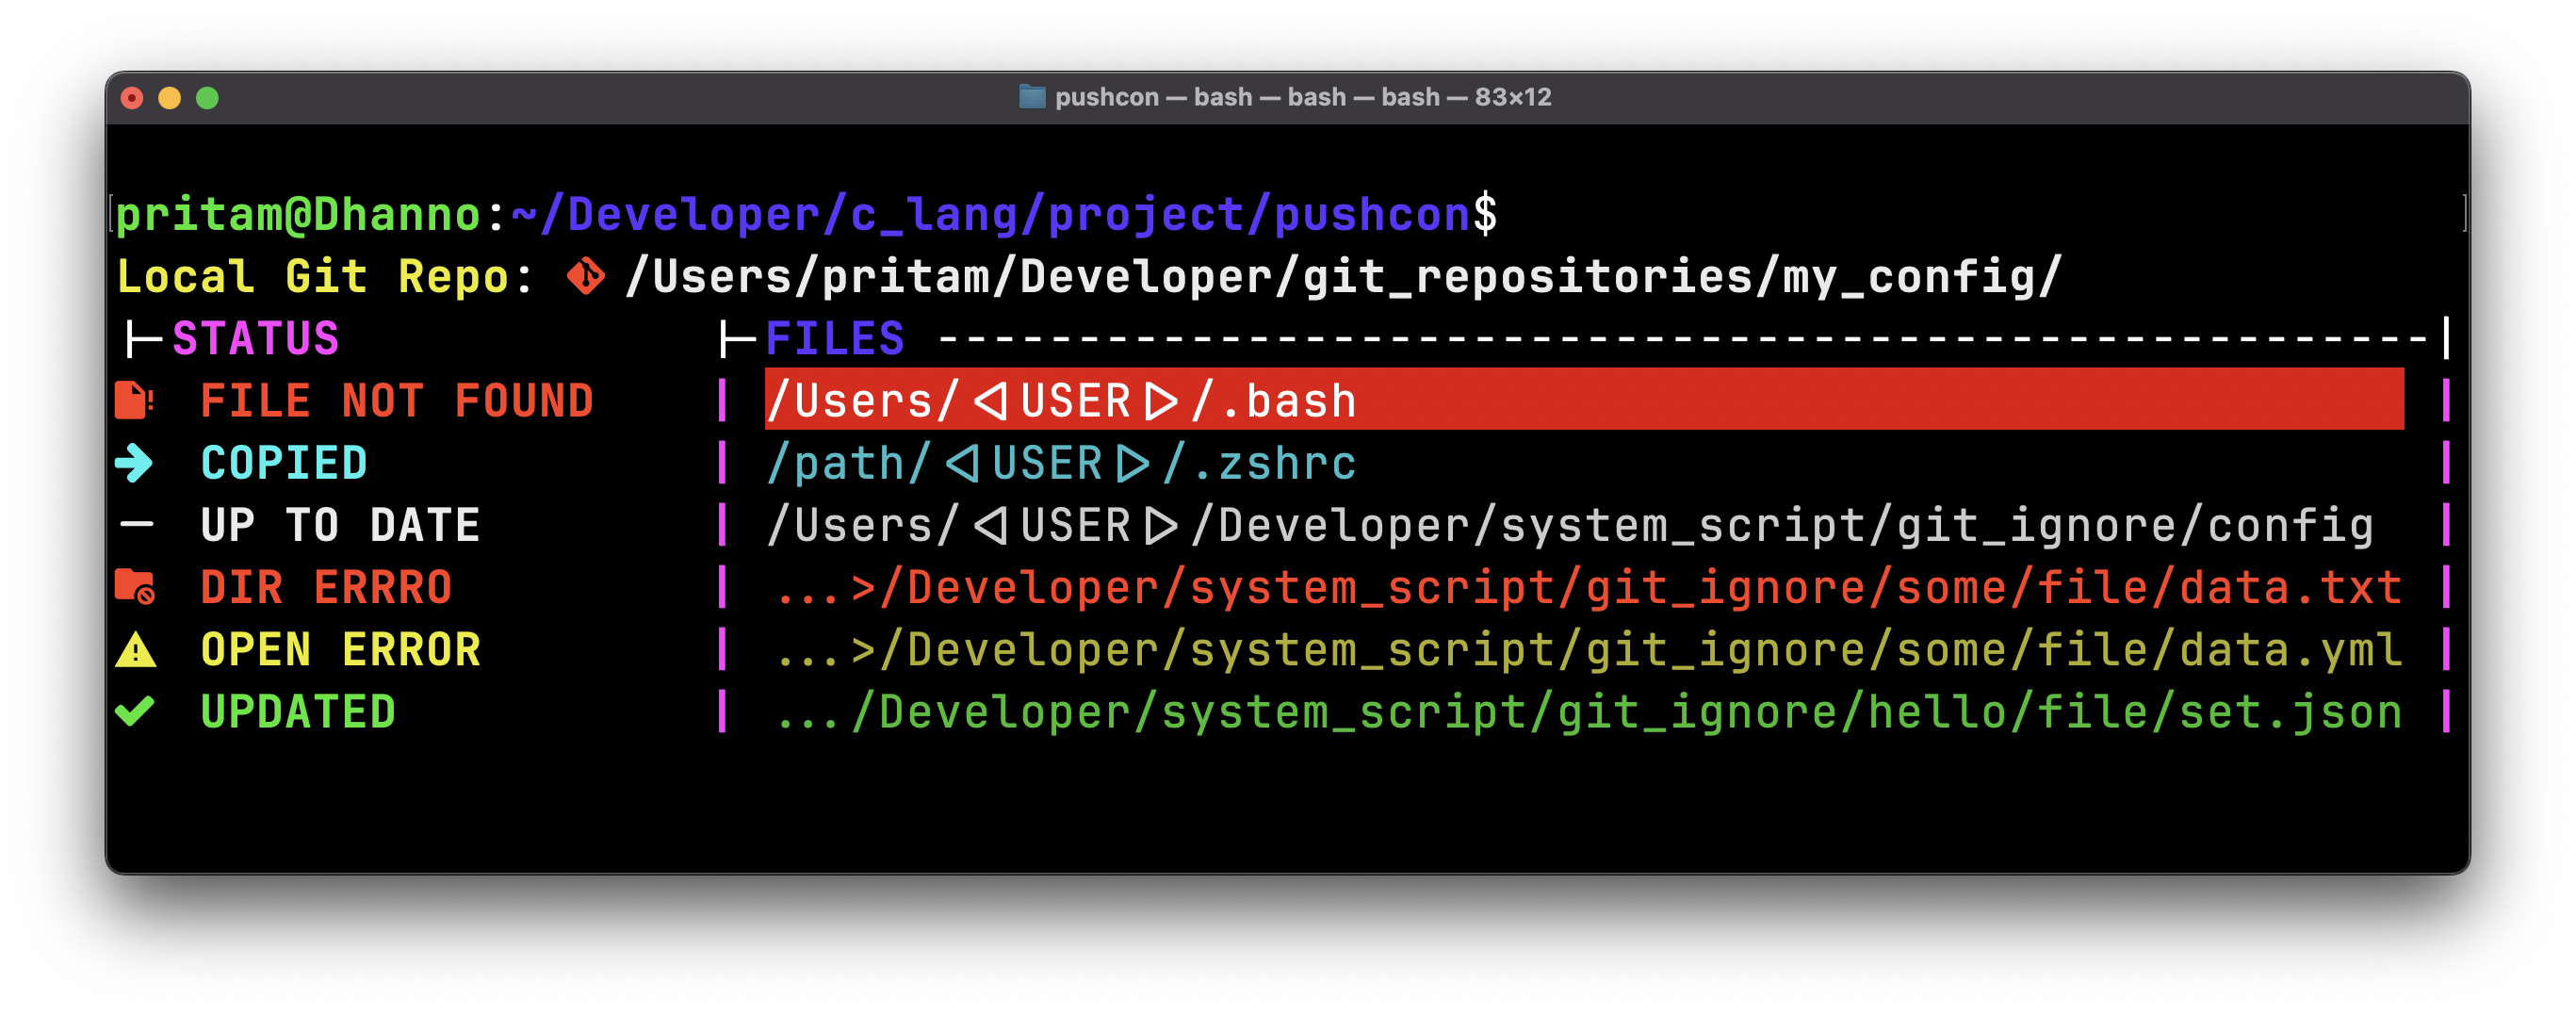 pushcon — bash — bash — bash — 83×12
pritam@Dhanno:~/Developer/c_lang/project/pushcon$
Local Git Repo: /Users/pritam/Developer/git_repositories/my_config/
├─STATUS ├─FILES -----------------------------------------------------|
FILE NOT FOUND | /Users/◁USER▷/.bash |
COPIED | /path/◁USER▷/.zshrc |
— UP TO DATE | /Users/◁USER▷/Developer/system_script/git_ignore/config |
DIR ERRRO | ...>/Developer/system_script/git_ignore/some/file/data.txt |
OPEN ERROR | ...>/Developer/system_script/git_ignore/some/file/data.yml |
✔ UPDATED | .../Developer/system_script/git_ignore/hello/file/set.json |